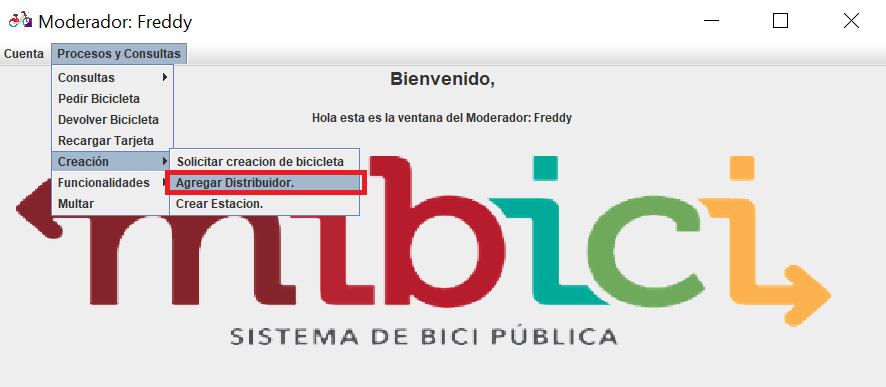 Moderador: Freddy
Cuenta Procesos y Consultas
Bienvenido,
Hola esta es la ventana del Moderador: Freddy
Consultas
Pedir Bicicleta
Devolver Bicicleta
Recargar Tarjeta
Creación
Funcionalidades
Multar
Solicitar creacion de bicicleta
Agregar Distribuidor.
Crear Estacion.
mibici
SISTEMA DE BICI PÚBLICA